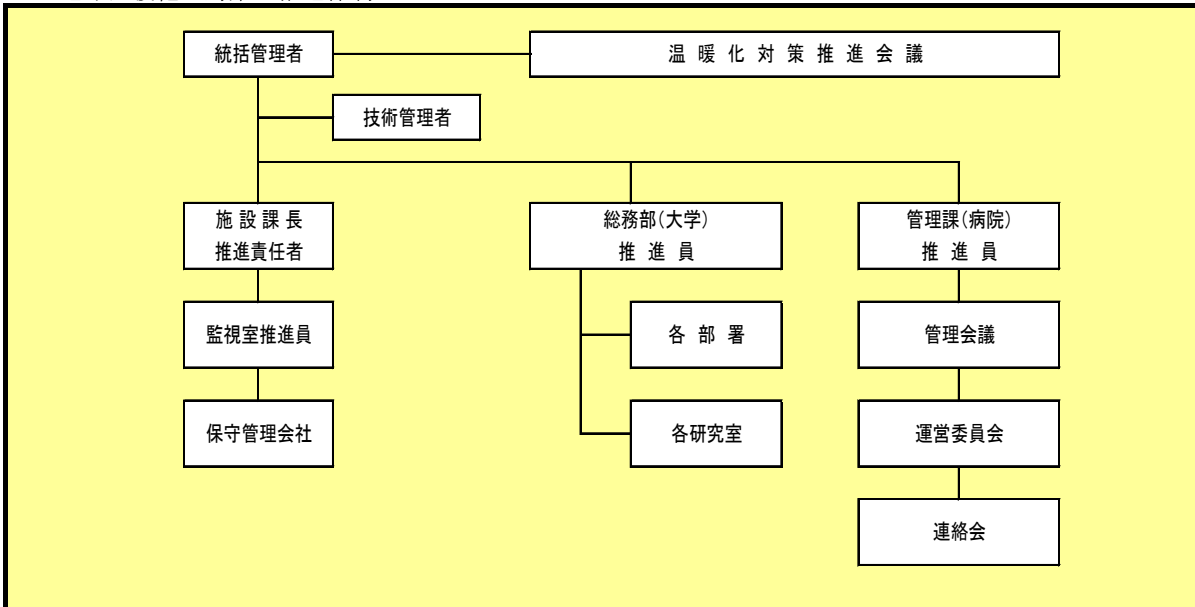 統括管理者
温暖化対策推進会議
技術管理者
施設課長
推進責任者
総務部(大学)
推進員
管理課(病院)
推進員
監視室推進員
各部署
管理会議
保守管理会社
各研究室
運営委員会
連絡会